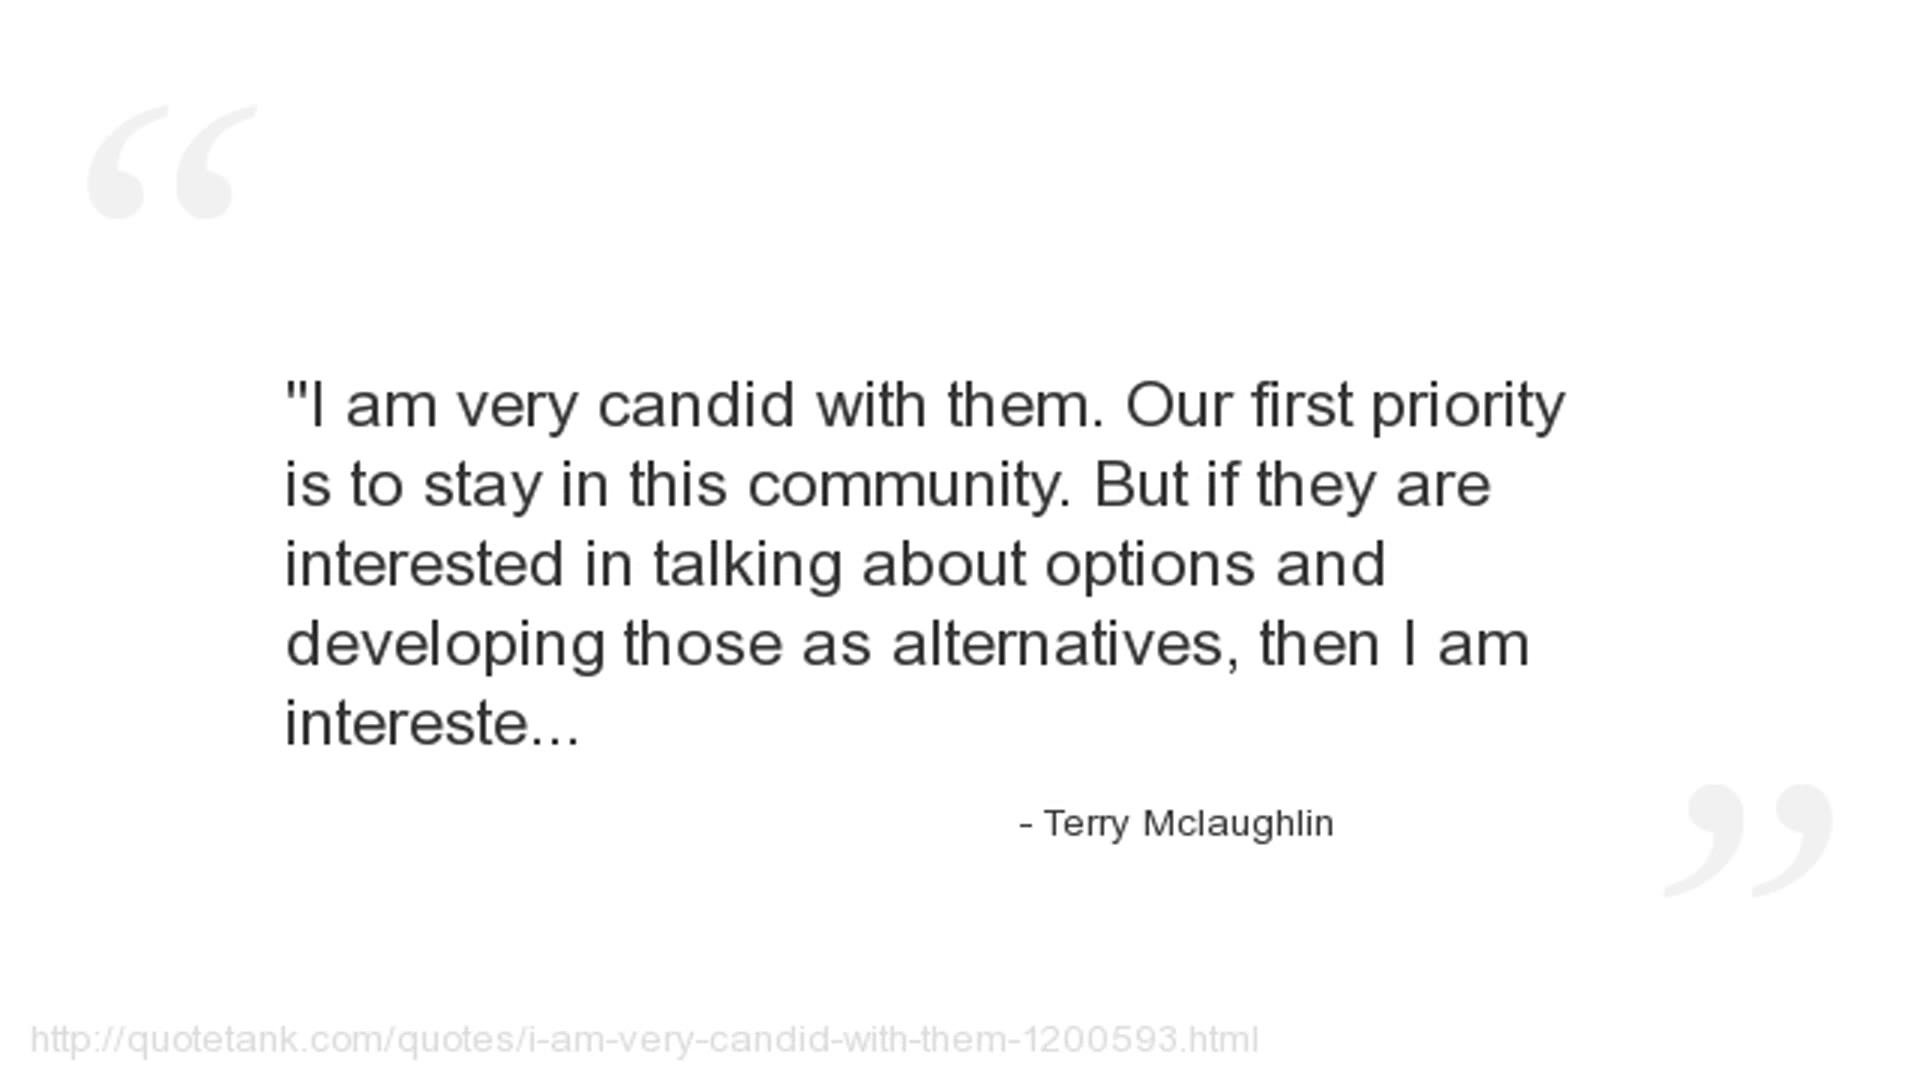 "I am very candid with them. Our first priority
is to stay in this community. But if they are
interested in talking about options and
developing those as alternatives, then I am
intereste...
- Terry Mclaughlin
http://quotetank.com/quotes/i-am-very-candid-with-them-1200593.html